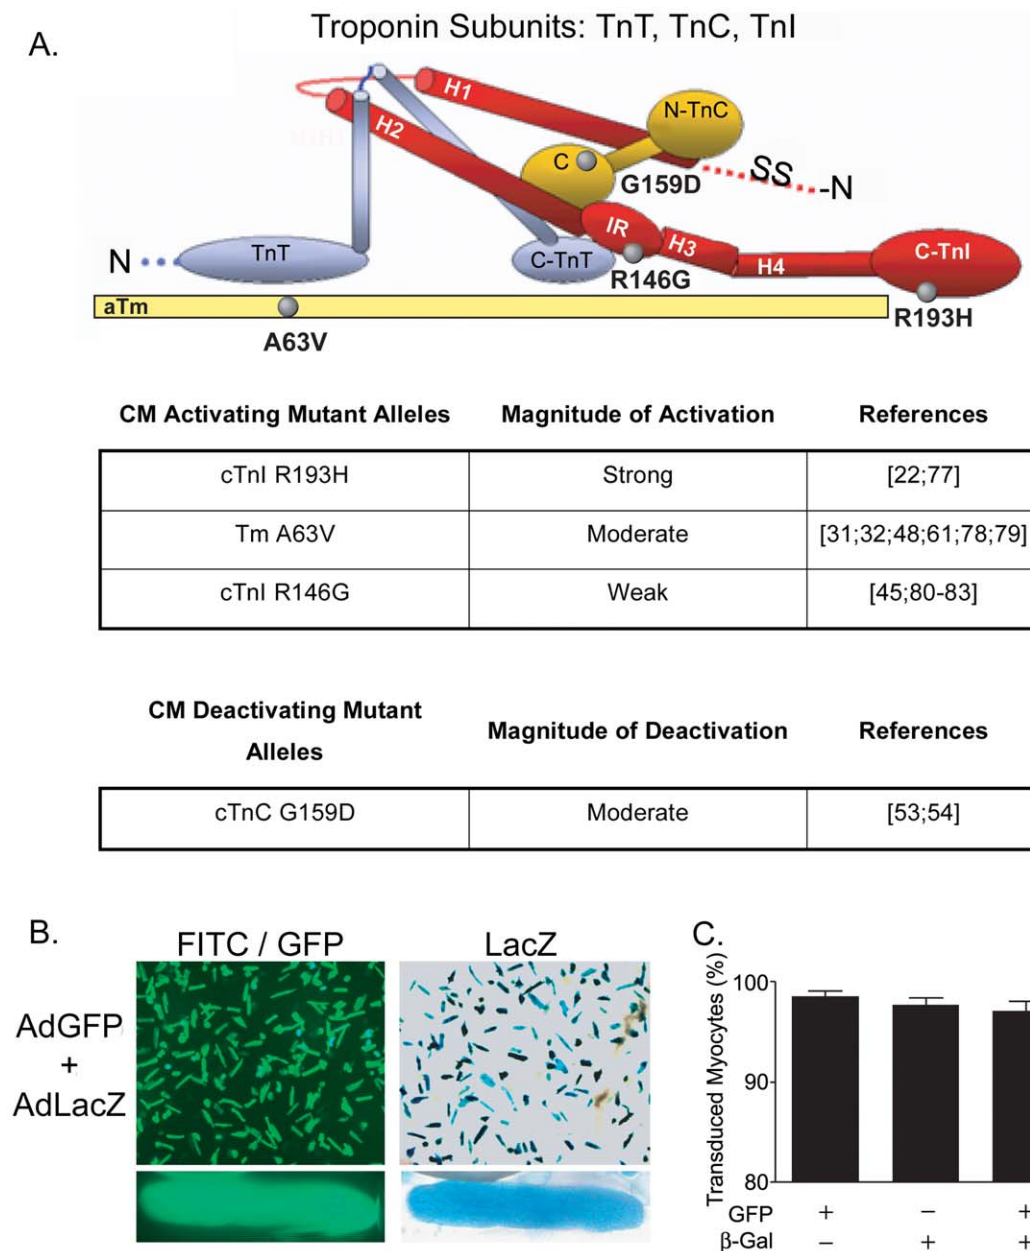 A.
Troponin Subunits: TnT, TnC, TnI
H1
N-TnC
H2
C
SS
-N
G159D
IR
N
TnT
C-TnT
H3
H4
C-TnI
R146G
aTm
R193H
A63V
CM Activating Mutant Alleles Magnitude of Activation References
cTnI R193H Strong [22;77]
Tm A63V Moderate [31;32;48;61;78;79]
cTnI R146G Weak [45;80-83]
CM Deactivating Mutant Alleles Magnitude of Deactivation References
cTnC G159D Moderate [53;54]
B.
FITC / GFP LacZ
AdGFP
+
AdLacZ
C.
Transduced Myocytes (%)
100
90
80
GFP + – +
β-Gal – + +